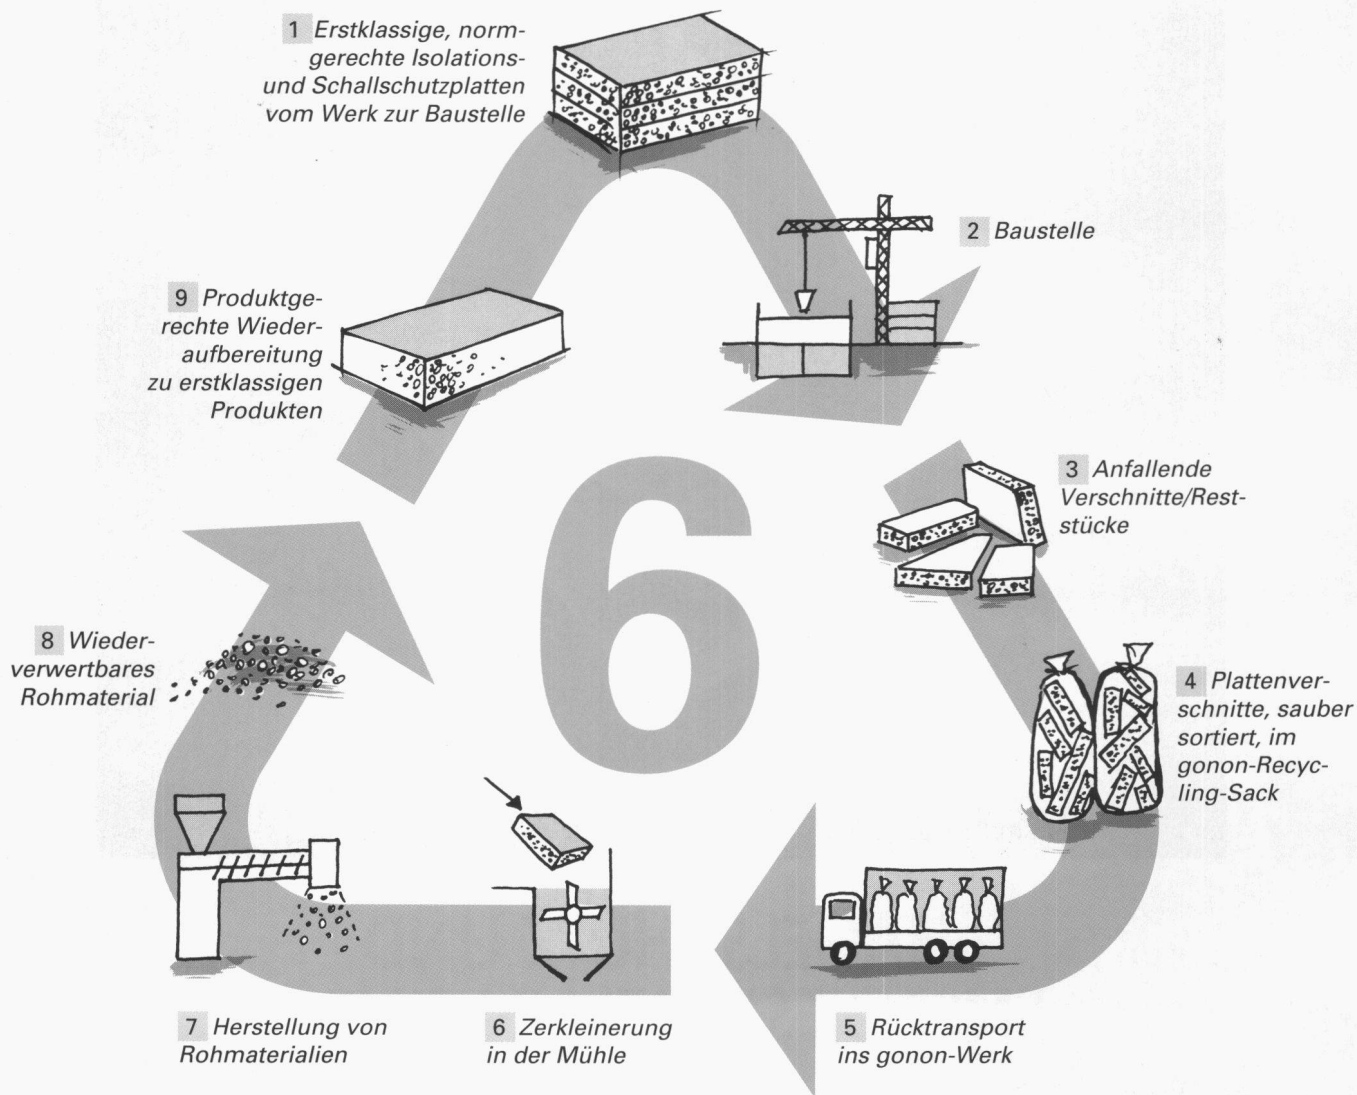 1 Erstklassige, norm-
gerechte Isolations-
und Schallschutzplatten
vom Werk zur Baustelle
2 Baustelle
3 Anfallende
Verschnitte/Rest-
stücke
4 Plattenver-
schnitte, sauber
sortiert, im
gonon-Recyc-
ling-Sack
5 Rücktransport
ins gonon-Werk
6 Zerkleinerung
in der Mühle
7 Herstellung von
Rohmaterialien
8 Wieder-
verwertbares
Rohmaterial
9 Produktge-
rechte Wieder-
aufbereitung
zu erstklassigen
Produkten
6